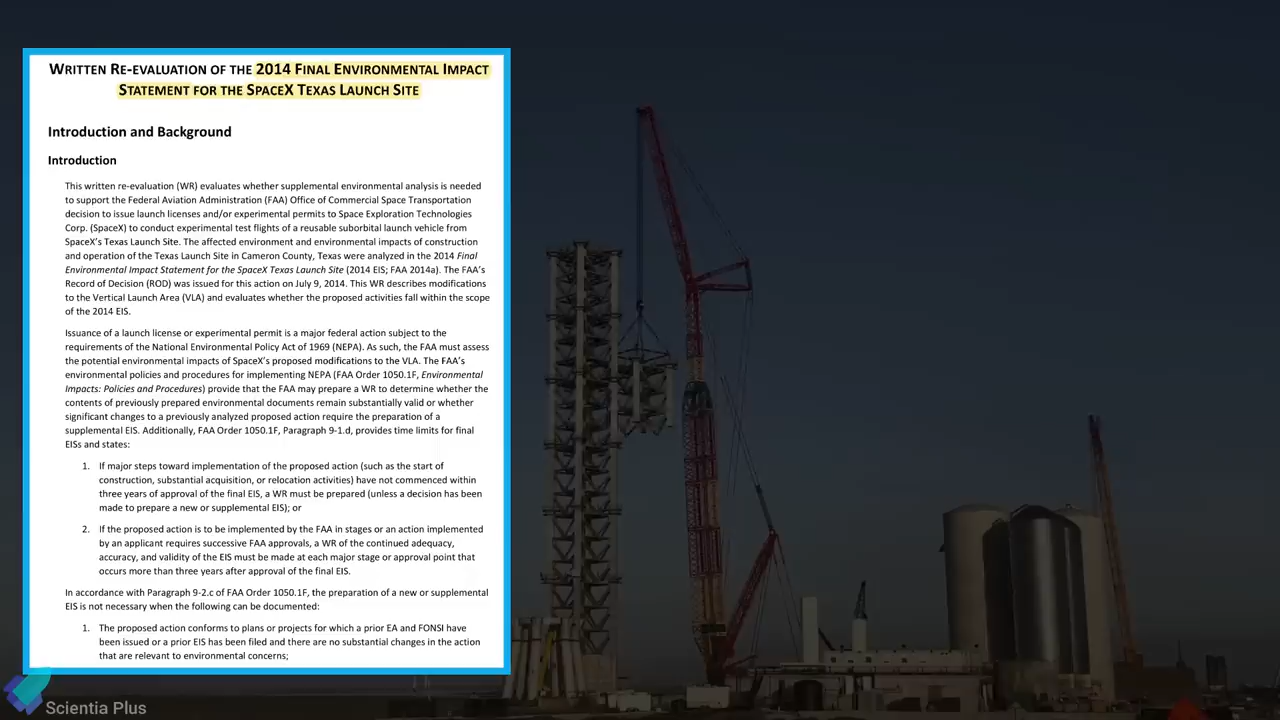 WRITTEN RE-EVALUATION OF THE 2014 FINAL ENVIRONMENTAL IMPACT
STATEMENT FOR THE SPACEX TEXAS LAUNCH SITE
Introduction and Background
Introduction
This written re-evaluation (WR) evaluates whether supplemental environmental analysis is needed
to support the Federal Aviation Administration (FAA) Office of Commercial Space Transportation
decision to issue launch licenses and/or experimental permits to Space Exploration Technologies
Corp. (SpaceX) to conduct experimental test flights of a reusable suborbital launch vehicle from
SpaceX's Texas Launch Site. The affected environment and environmental impacts of construction
and operation of the Texas Launch Site in Cameron County, Texas were analyzed in the 2014 Final
Environmental Impact Statement for the SpaceX Texas Launch Site (2014 EIS; FAA 2014a). The FAA's
Record of Decision (ROD) was issued for this action on July 9, 2014. This WR describes modifications
to the Vertical Launch Area (VLA) and evaluates whether the proposed activities fall within the scope
of the 2014 EIS.
Issuance of a launch license or experimental permit is a major federal action subject to the
requirements of the National Environmental Policy Act of 1969 (NEPA). As such, the FAA must assess
the potential environmental impacts of SpaceX's proposed modifications to the VLA. The FAA's
environmental policies and procedures for implementing NEPA (FAA Order 1050.1F, Environmental
Impacts: Policies and Procedures) provide that the FAA may prepare a WR to determine whether the
contents of previously prepared environmental documents remain substantially valid or whether
significant changes to a previously analyzed proposed action require the preparation of a
supplemental EIS. Additionally, FAA Order 1050.1F, Paragraph 9-1.d, provides time limits for final
EISs and states:
1. If major steps toward implementation of the proposed action (such as the start of
construction, substantial acquisition, or relocation activities) have not commenced within
three years of approval of the final EIS, a WR must be prepared (unless a decision has been
made to prepare a new or supplemental EIS); or
2. If the proposed action is to be implemented by the FAA in stages or an action implemented
by an applicant requires successive FAA approvals, a WR of the continued adequacy,
accuracy, and validity of the EIS must be made at each major stage or approval point that
occurs more than three years after approval of the final EIS.
In accordance with Paragraph 9-2.c of FAA Order 1050.1F, the preparation of a new or supplemental
EIS is not necessary when the following can be documented:
1. The proposed action conforms to plans or projects for which a prior EA and FONSI have
been issued or a prior EIS has been filed and there are no substantial changes in the action
that are relevant to environmental concerns;
Scientia Plus